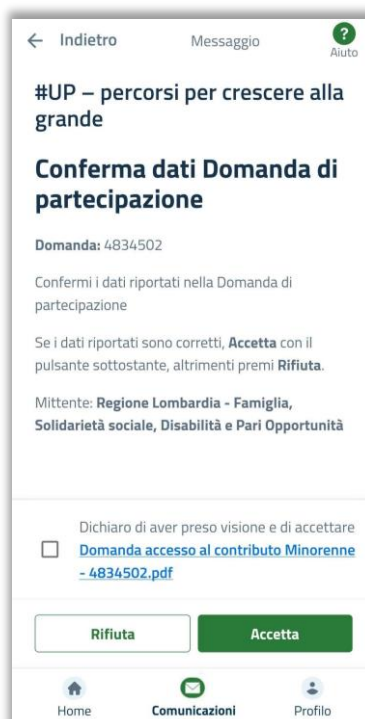 ← Indietro Messaggio ?
Aiuto
#UP – percorsi per crescere alla
grande
Conferma dati Domanda di
partecipazione
Domanda: 4834502
Confermi i dati riportati nella Domanda di
partecipazione
Se i dati riportati sono corretti, Accetta con il
pulsante sottostante, altrimenti premi Rifiuta.
Mittente: Regione Lombardia - Famiglia,
Solidarietà sociale, Disabilità e Pari Opportunità
Dichiaro di aver preso visione e di accettare
Domanda accesso al contributo Minorenne
- 4834502.pdf
Rifiuta Accetta
Home Comunicazioni Profilo